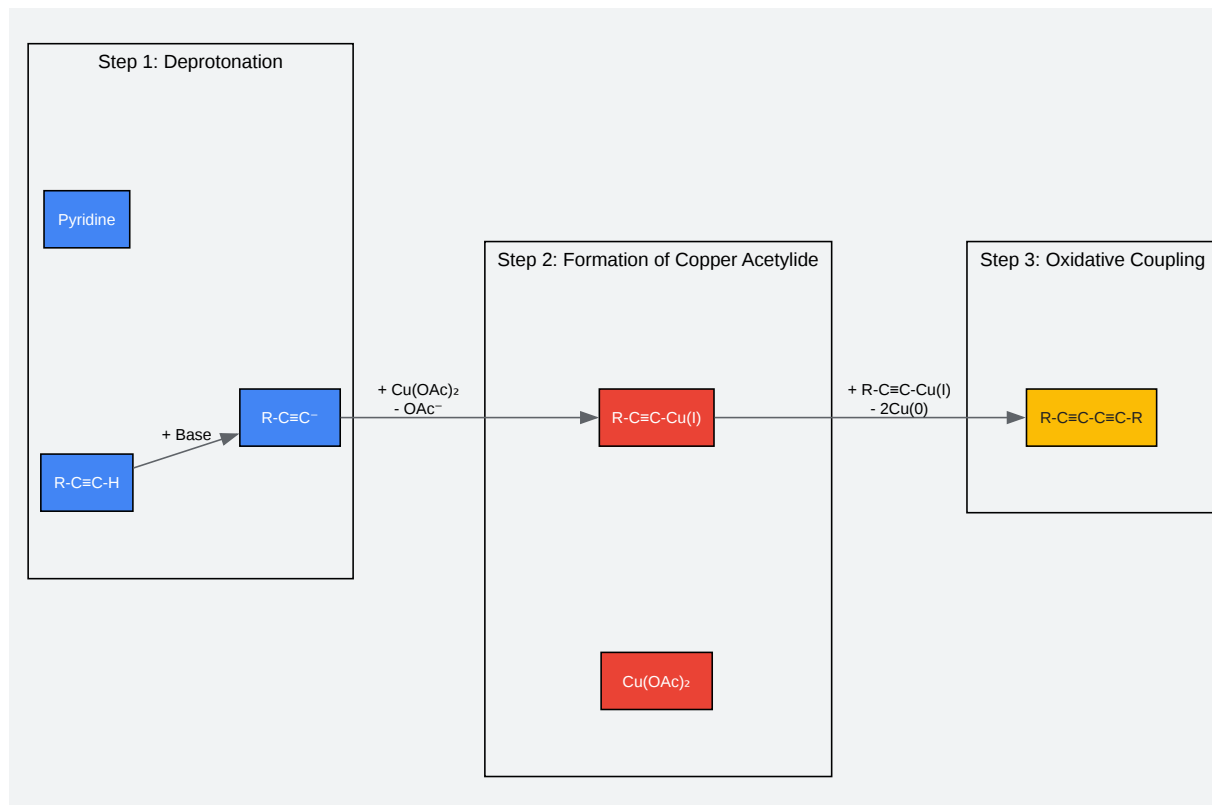 Step 1: Deprotonation
Pyridine
R-C≡C-H
+ Base
R-C≡C⁻
+ Cu(OAc)₂
- OAc⁻
Step 2: Formation of Copper Acetylide
R-C≡C-Cu(I)
Cu(OAc)₂
+ R-C≡C-Cu(I)
- 2Cu(0)
Step 3: Oxidative Coupling
R-C≡C-C≡C-R